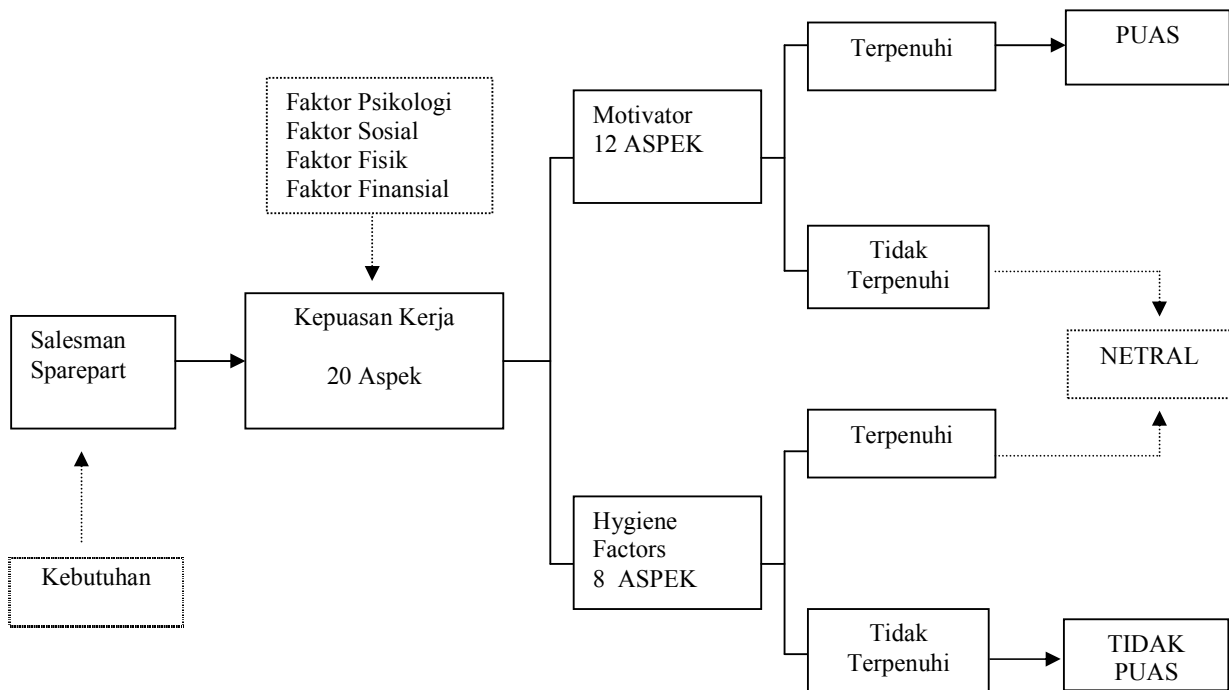 Faktor Psikologi
Faktor Sosial
Faktor Fisik
Faktor Finansial
Salesman
Sparepart
Kebutuhan
Kepuasan Kerja
20 Aspek
Motivator
12 ASPEK
Hygiene
Factors
8 ASPEK
Terpenuhi
Tidak
Terpenuhi
Terpenuhi
Tidak
Terpenuhi
PUAS
NETRAL
TIDAK
PUAS